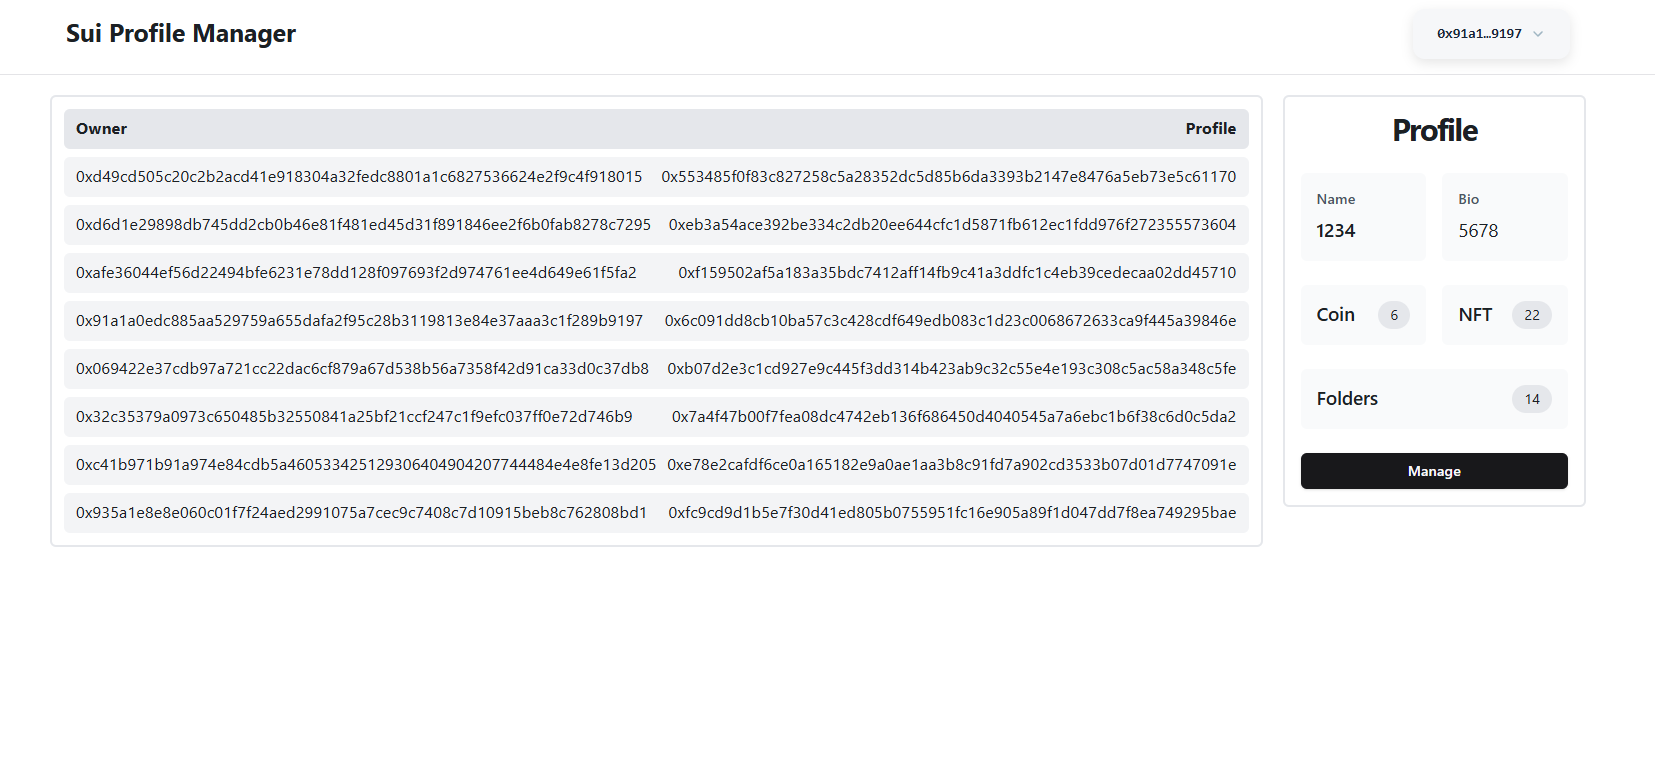 Sui Profile Manager
0x91a1…9197
Owner Profile
0xd49cd505c20c2b2acd41e918304a32fedc8801a1c6827536624e2f9c4f918015 0x553485f0f83c827258c5a28352dc5d85b6da3393b2147e8476a5eb73e5c61170
0xd6d1e29898db745dd2cb0b46e81f481ed45d31f891846ee2f6b0fab8278c7295 0xeb3a54ace392be334c2db20ee644cfc1d5871fb612ec1fdd976f272355573604
0xafe36044ef56d22494bfe6231e78dd128f097693f2d974761ee4d649e61f5fa2 0xf159502af5a183a35bdc7412aff14fb9c41a3ddfc1c4eb39cedecaa02dd45710
0x91a1a0edc885aa529759a655dafa2f95c28b3119813e84e37aaa3c1f289b9197 0x6c091dd8cb10ba57c3c428cdf649edb083c1d23c0068672633ca9f445a39846e
0x069422e37cdb97a721cc22dac6cf879a67d538b56a7358f42d91ca33d0c37db8 0xb07d2e3c1cd927e9c445f3dd314b423ab9c32c55e4e193c308c5ac58a348c5fe
0x32c35379a0973c650485b32550841a25bf21ccf247c1f9efc037ff0e72d746b9 0x7a4f47b00f7fea08dc4742eb136f686450d4040545a7a6ebc1b6f38c6d0c5da2
0xc41b971b91a974e84cdb5a460533425129306404904207744484e4e8fe13d205 0xe78e2cafdf6ce0a165182e9a0ae1aa3b8c91fd7a902cd3533b07d01d7747091e
0x935a1e8e8e060c01f7f24aed2991075a7cec9c7408c7d10915beb8c762808bd1 0xfc9cd9d1b5e7f30d41ed805b0755951fc16e905a89f1d047dd7f8ea749295bae
Profile
Name Bio
1234 5678
Coin 6 NFT 22
Folders 14
Manage